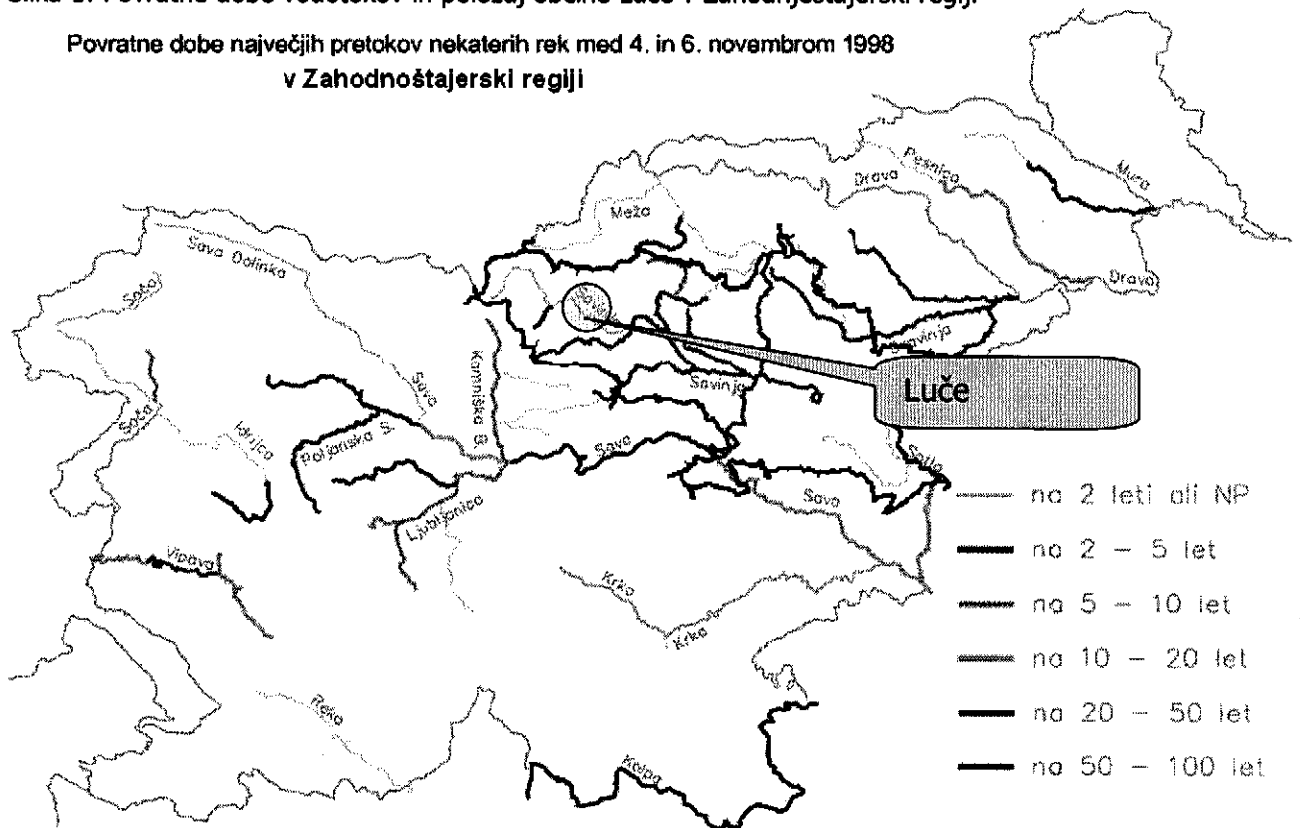 Povratne dobe največjih pretokov nekaterih rek med 4. in 6. novembrom 1998
v Zahodnoštajerski regiji
Mura
Pesnica
Drava
Meža
Sava Dolinka
Soča
Drava
Dravinja
Kamniška B.
Sava
Savinja
Luče
Soča
Idrijca
Poljanska S.
Sava
Sotla
Sava
Ljubljanica
Vipava
Krka
Krka
Reka
Kolpa
na 2 leti ali NP
na 2 – 5 let
na 5 – 10 let
na 10 – 20 let
na 20 – 50 let
na 50 – 100 let